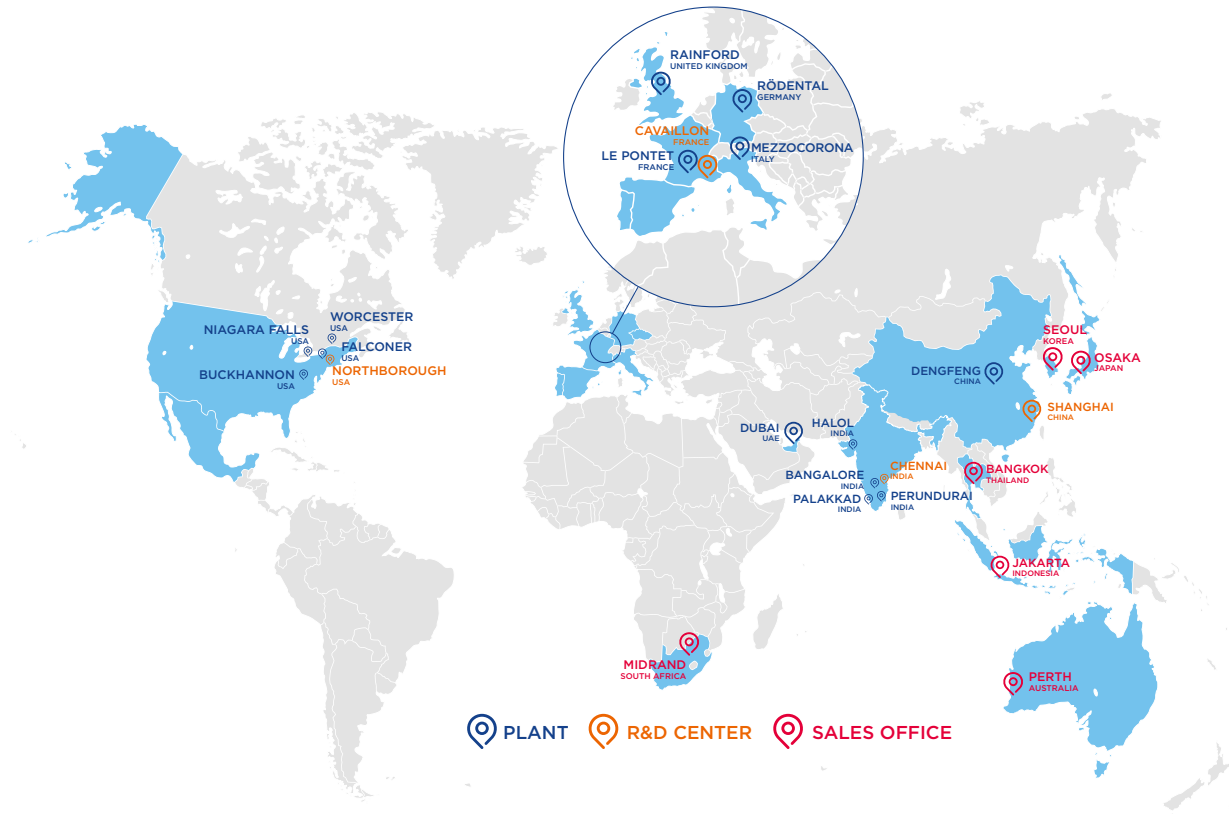 RAINFORD
UNITED KINGDOM
RÖDENTAL
GERMANY
CAVAILLON
FRANCE
LE PONTET
FRANCE
MEZZOCORONA
ITALY
WORCESTER
USA
NIAGARA FALLS
USA
FALCONER
USA
BUCKHANNON
USA
NORTHBOROUGH
USA
SEOUL
KOREA
OSAKA
JAPAN
DENGFENG
CHINA
SHANGHAI
CHINA
DUBAI
UAE
HALOL
INDIA
CHENNAI
INDIA
BANGALORE
INDIA
BANGKOK
THAILAND
PALAKKAD
INDIA
PERUNDURAI
INDIA
JAKARTA
INDONESIA
MIDRAND
SOUTH AFRICA
PERTH
AUSTRALIA
PLANT
R&D CENTER
SALES OFFICE